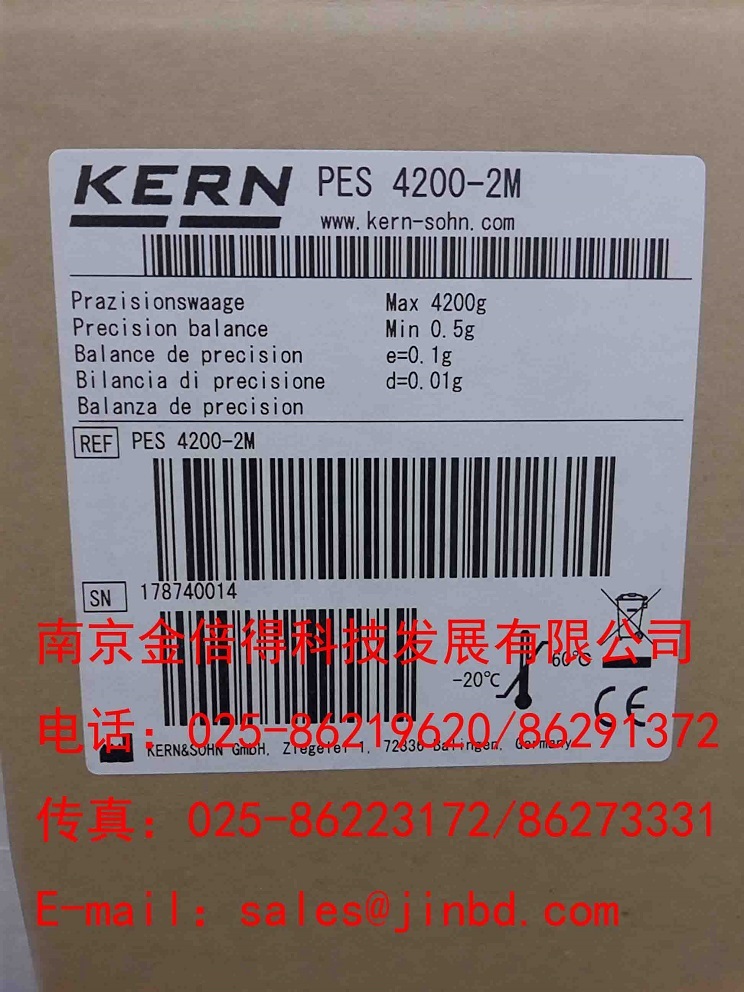 KERN PES 4200-2M
www.kern-sohn.com
Prazisionswaage Max 4200g
Precision balance Min 0.5g
Balance de precision e=0.1g
Bilancia di precisione d=0.01g
Balanza de precision
REF PES 4200-2M
SN 178740014
南京金倍得科技发展有限公司
-20℃ 60℃
CE
电话：025-86219620/86291372
KERN&SOHN GmbH, Ziegelei 1, 72336 Balingen, Germany
传真：025-86223172/86273331
E-mail：sales@jinbd.com